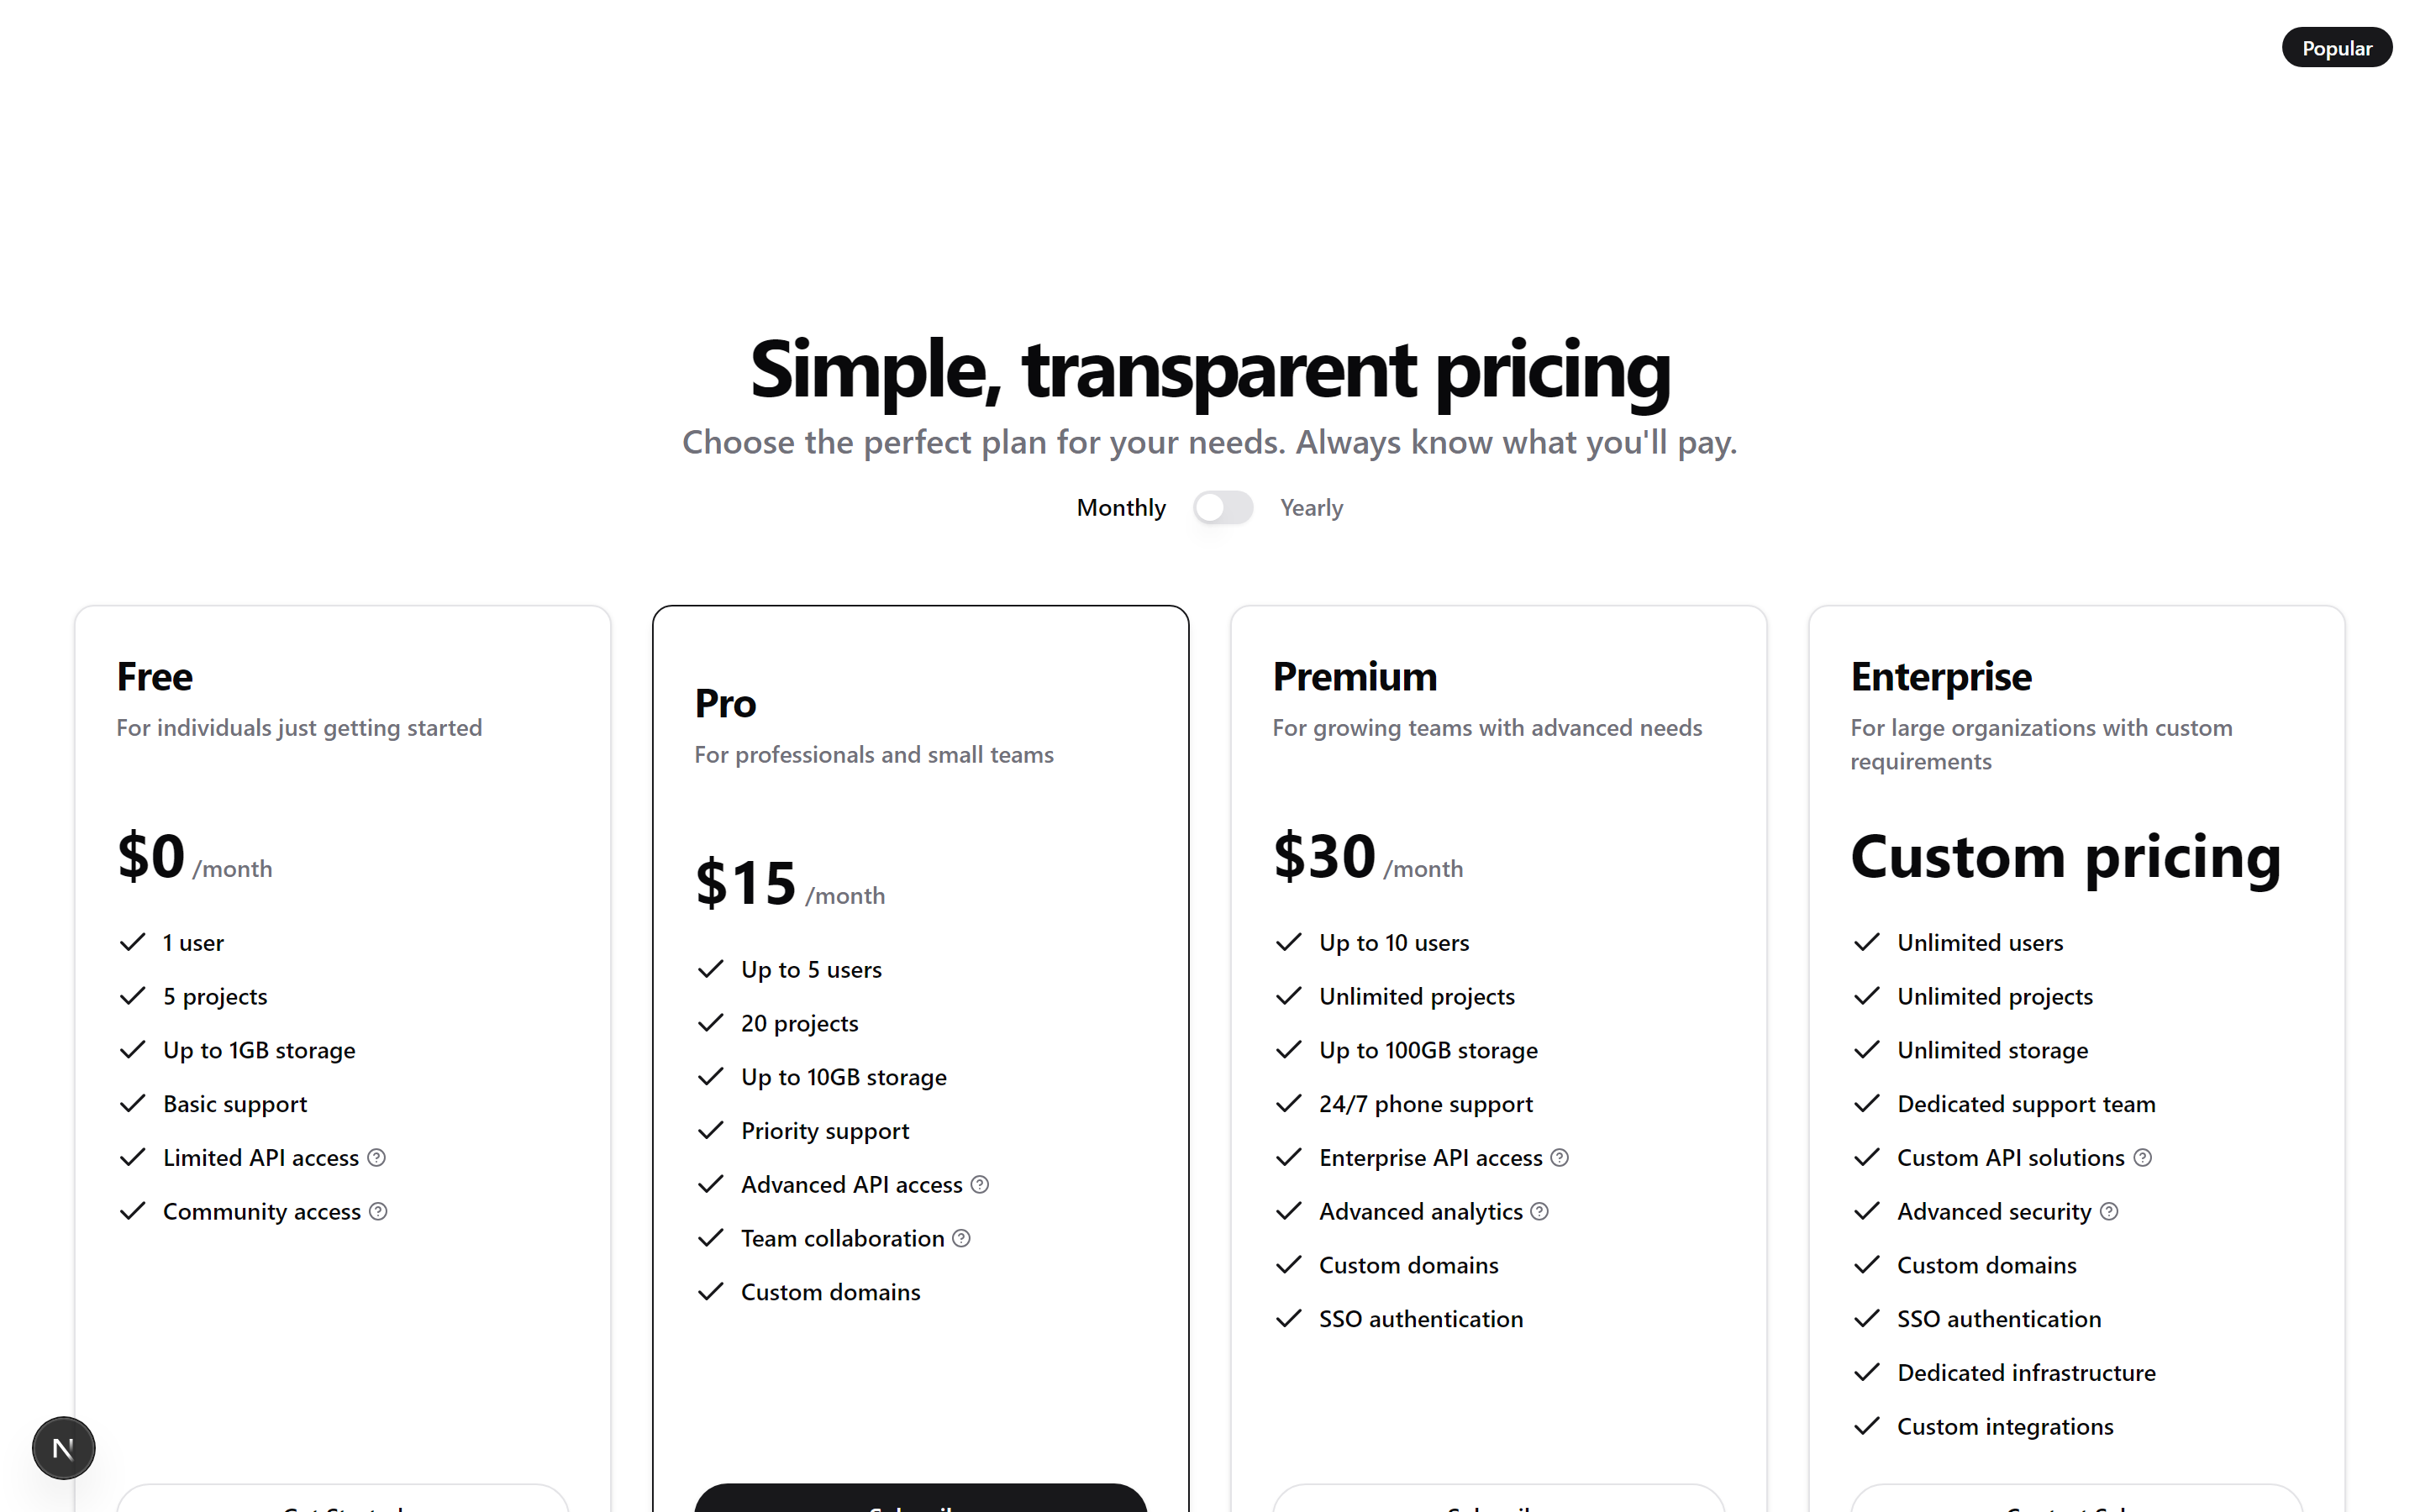 Popular
Simple, transparent pricing
Choose the perfect plan for your needs. Always know what you'll pay.
Monthly
Yearly
Free
For individuals just getting started
$0 /month
1 user
5 projects
Up to 1GB storage
Basic support
Limited API access
Community access
Pro
For professionals and small teams
$15 /month
Up to 5 users
20 projects
Up to 10GB storage
Priority support
Advanced API access
Team collaboration
Custom domains
Premium
For growing teams with advanced needs
$30 /month
Up to 10 users
Unlimited projects
Up to 100GB storage
24/7 phone support
Enterprise API access
Advanced analytics
Custom domains
SSO authentication
Enterprise
For large organizations with custom
requirements
Custom pricing
Unlimited users
Unlimited projects
Unlimited storage
Dedicated support team
Custom API solutions
Advanced security
Custom domains
SSO authentication
Dedicated infrastructure
Custom integrations
N